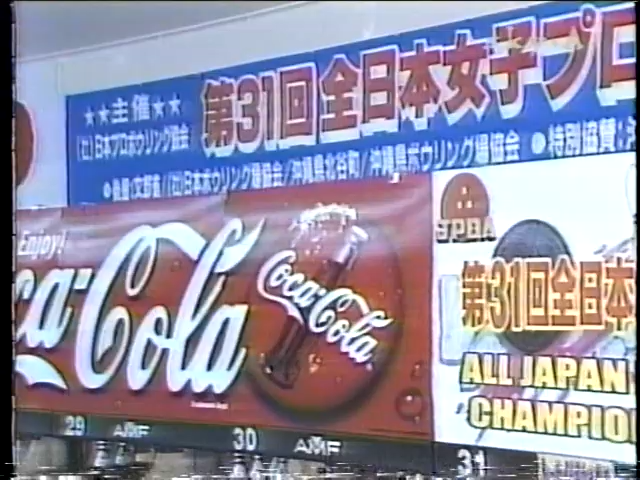 ★★主催★★
(社)日本プロボウリング協会
第31回全日本女子プロ
●後援/文部省/(社)日本ボウリング場協会/沖縄県北谷町/沖縄県ボウリング場協会 ●特別協賛:
Enjoy!
Coca-Cola
Coca-Cola
JPBA
第31回全日本
ALL JAPAN
CHAMPIO
29 AMF 30 AMF 31